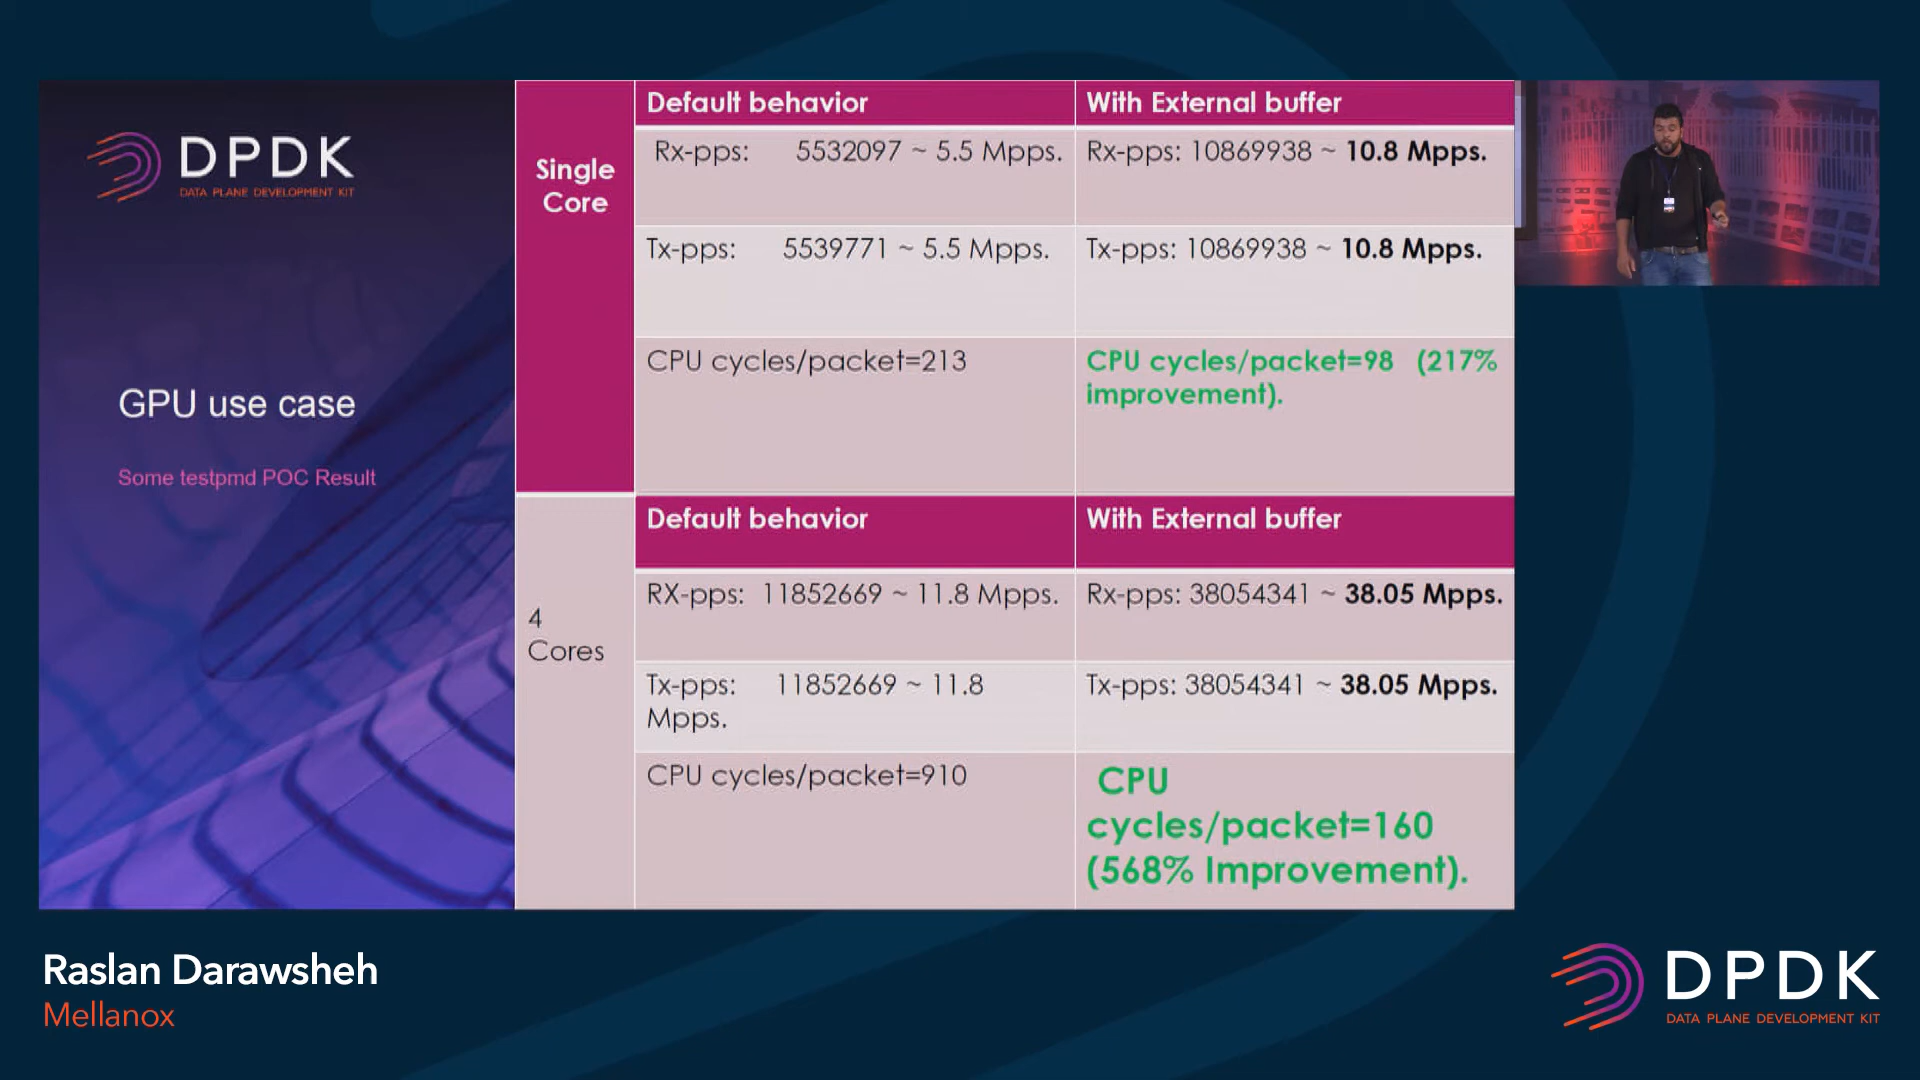 DPDK
DATA PLANE DEVELOPMENT KIT
GPU use case
Some testpmd POC Result
Single
Core
Default behavior
With External buffer
Rx-pps: 5532097 ~ 5.5 Mpps.
Rx-pps: 10869938 ~ 10.8 Mpps.
Tx-pps: 5539771 ~ 5.5 Mpps.
Tx-pps: 10869938 ~ 10.8 Mpps.
CPU cycles/packet=213
CPU cycles/packet=98 (217%
improvement).
4
Cores
Default behavior
With External buffer
RX-pps: 11852669 ~ 11.8 Mpps.
Rx-pps: 38054341 ~ 38.05 Mpps.
Tx-pps: 11852669 ~ 11.8
Mpps.
Tx-pps: 38054341 ~ 38.05 Mpps.
CPU cycles/packet=910
CPU
cycles/packet=160
(568% Improvement).
Raslan Darawsheh
Mellanox
DPDK
DATA PLANE DEVELOPMENT KIT